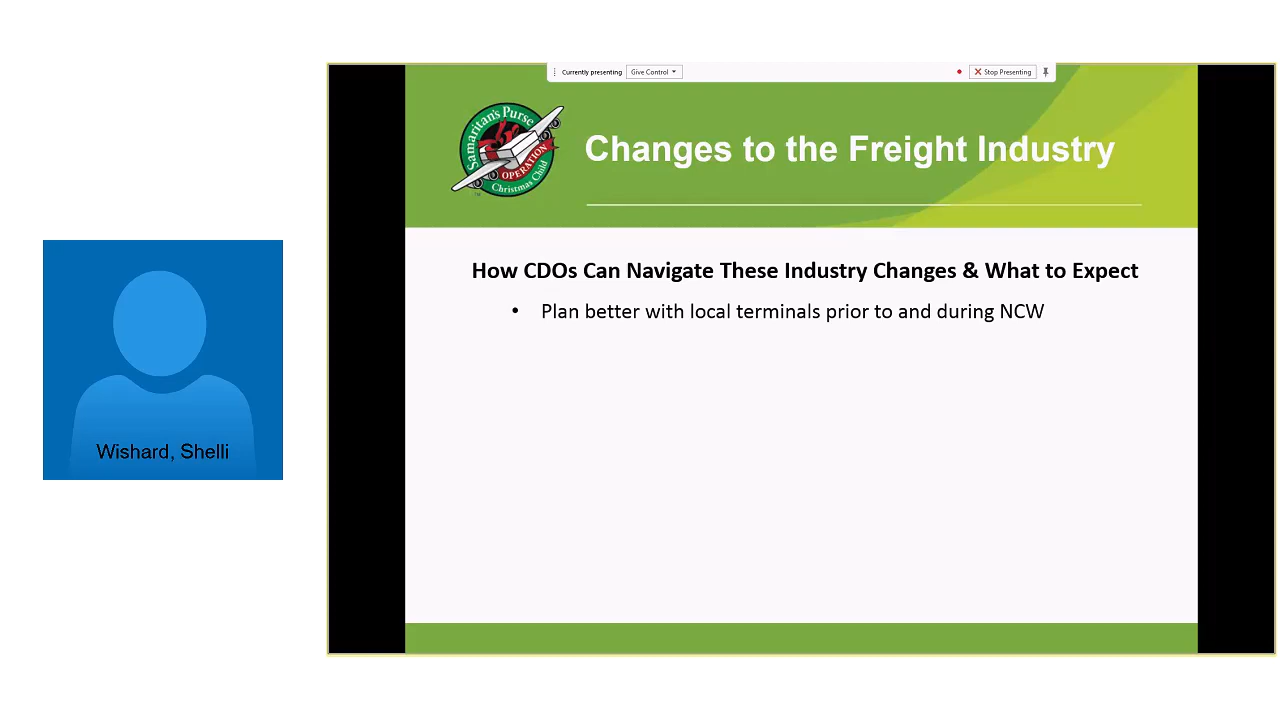 Currently presenting
Give Control
Stop Presenting
Samaritan's Purse
OPERATION
Christmas Child
TM
Changes to the Freight Industry
How CDOs Can Navigate These Industry Changes & What to Expect
• Plan better with local terminals prior to and during NCW
Wishard, Shelli